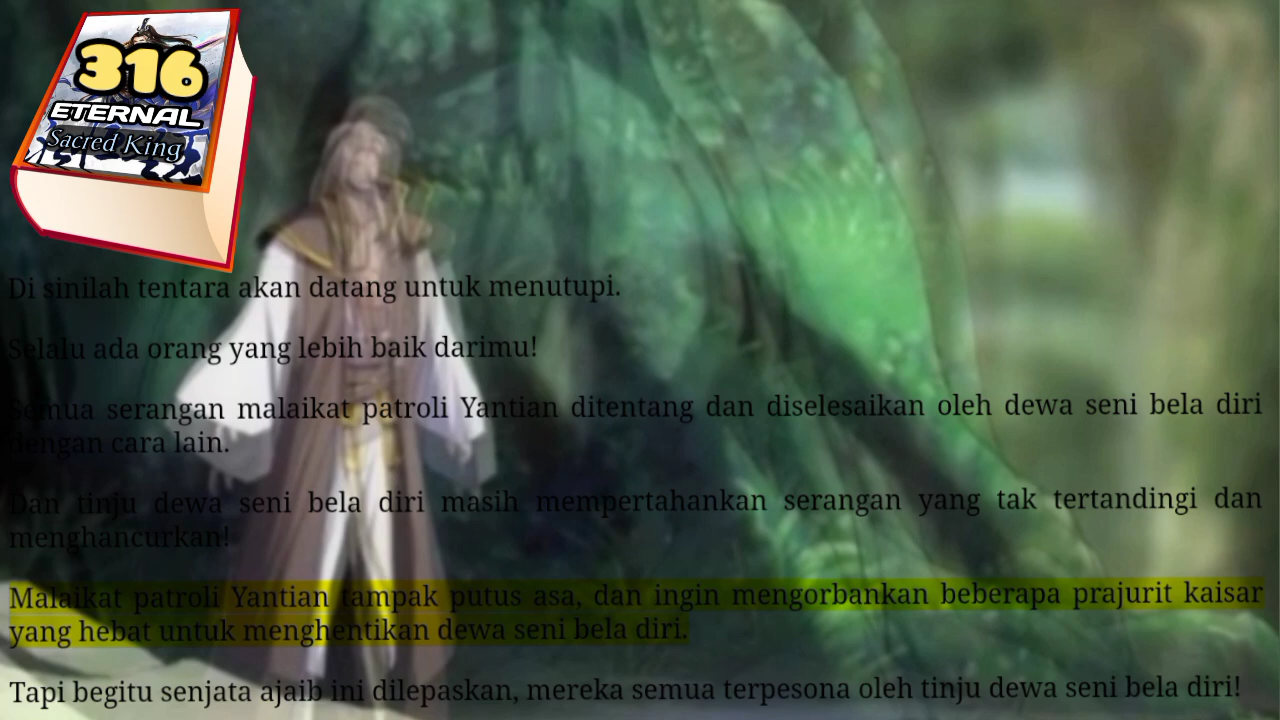 316
ETERNAL
Sacred King
Di sinilah tentara akan datang untuk menutupi.
Selalu ada orang yang lebih baik darimu!
Semua serangan malaikat patroli Yantian ditentang dan diselesaikan oleh dewa seni bela diri
dengan cara lain.
Dan tinju dewa seni bela diri masih mempertahankan serangan yang tak tertandingi dan
menghancurkan!
Malaikat patroli Yantian tampak putus asa, dan ingin mengorbankan beberapa prajurit kaisar
yang hebat untuk menghentikan dewa seni bela diri.
Tapi begitu senjata ajaib ini dilepaskan, mereka semua terpesona oleh tinju dewa seni bela diri!